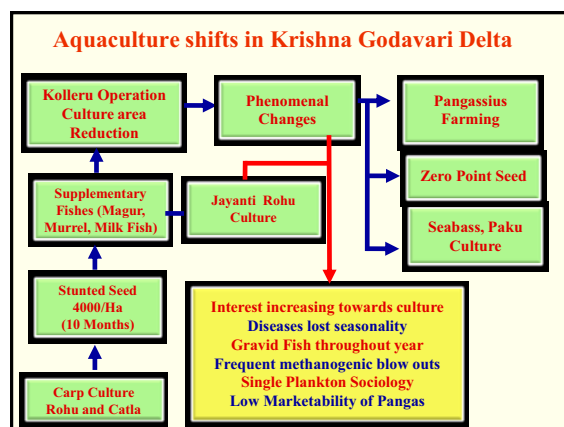 Aquaculture shifts in Krishna Godavari Delta
Kolleru Operation
Culture area
Reduction
Phenomenal
Changes
Pangassius
Farming
Supplementary
Fishes (Magur,
Murrel, Milk Fish)
Jayanti Rohu
Culture
Zero Point Seed
Seabass, Paku
Culture
Stunted Seed
4000/Ha
(10 Months)
Interest increasing towards culture
Diseases lost seasonality
Gravid Fish throughout year
Frequent methanogenic blow outs
Single Plankton Sociology
Low Marketability of Pangas
Carp Culture
Rohu and Catla